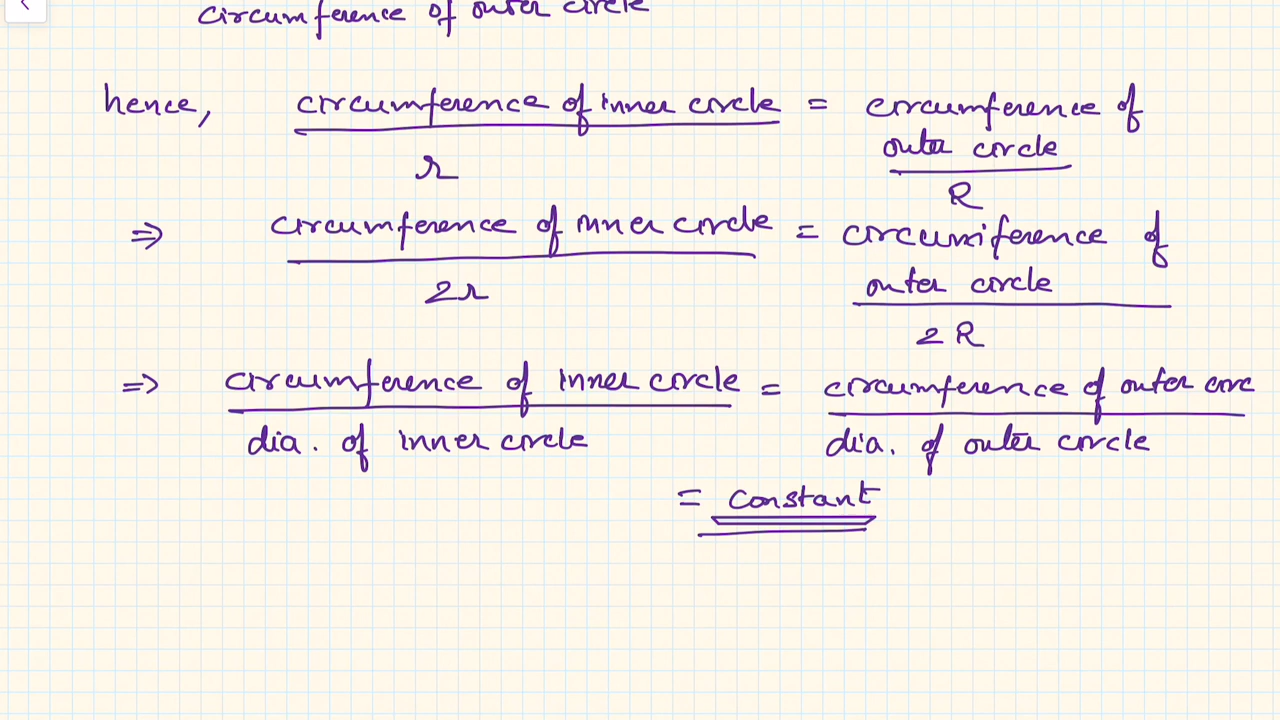 circumference of outer circle
hence, circumference of inner circle = circumference of
outer circle
r R
⇒ circumference of inner circle = circumference of
outer circle
2r 2 R
⇒ circumference of inner circle = circumference of outer circ
dia. of inner circle dia. of outer circle
= constant